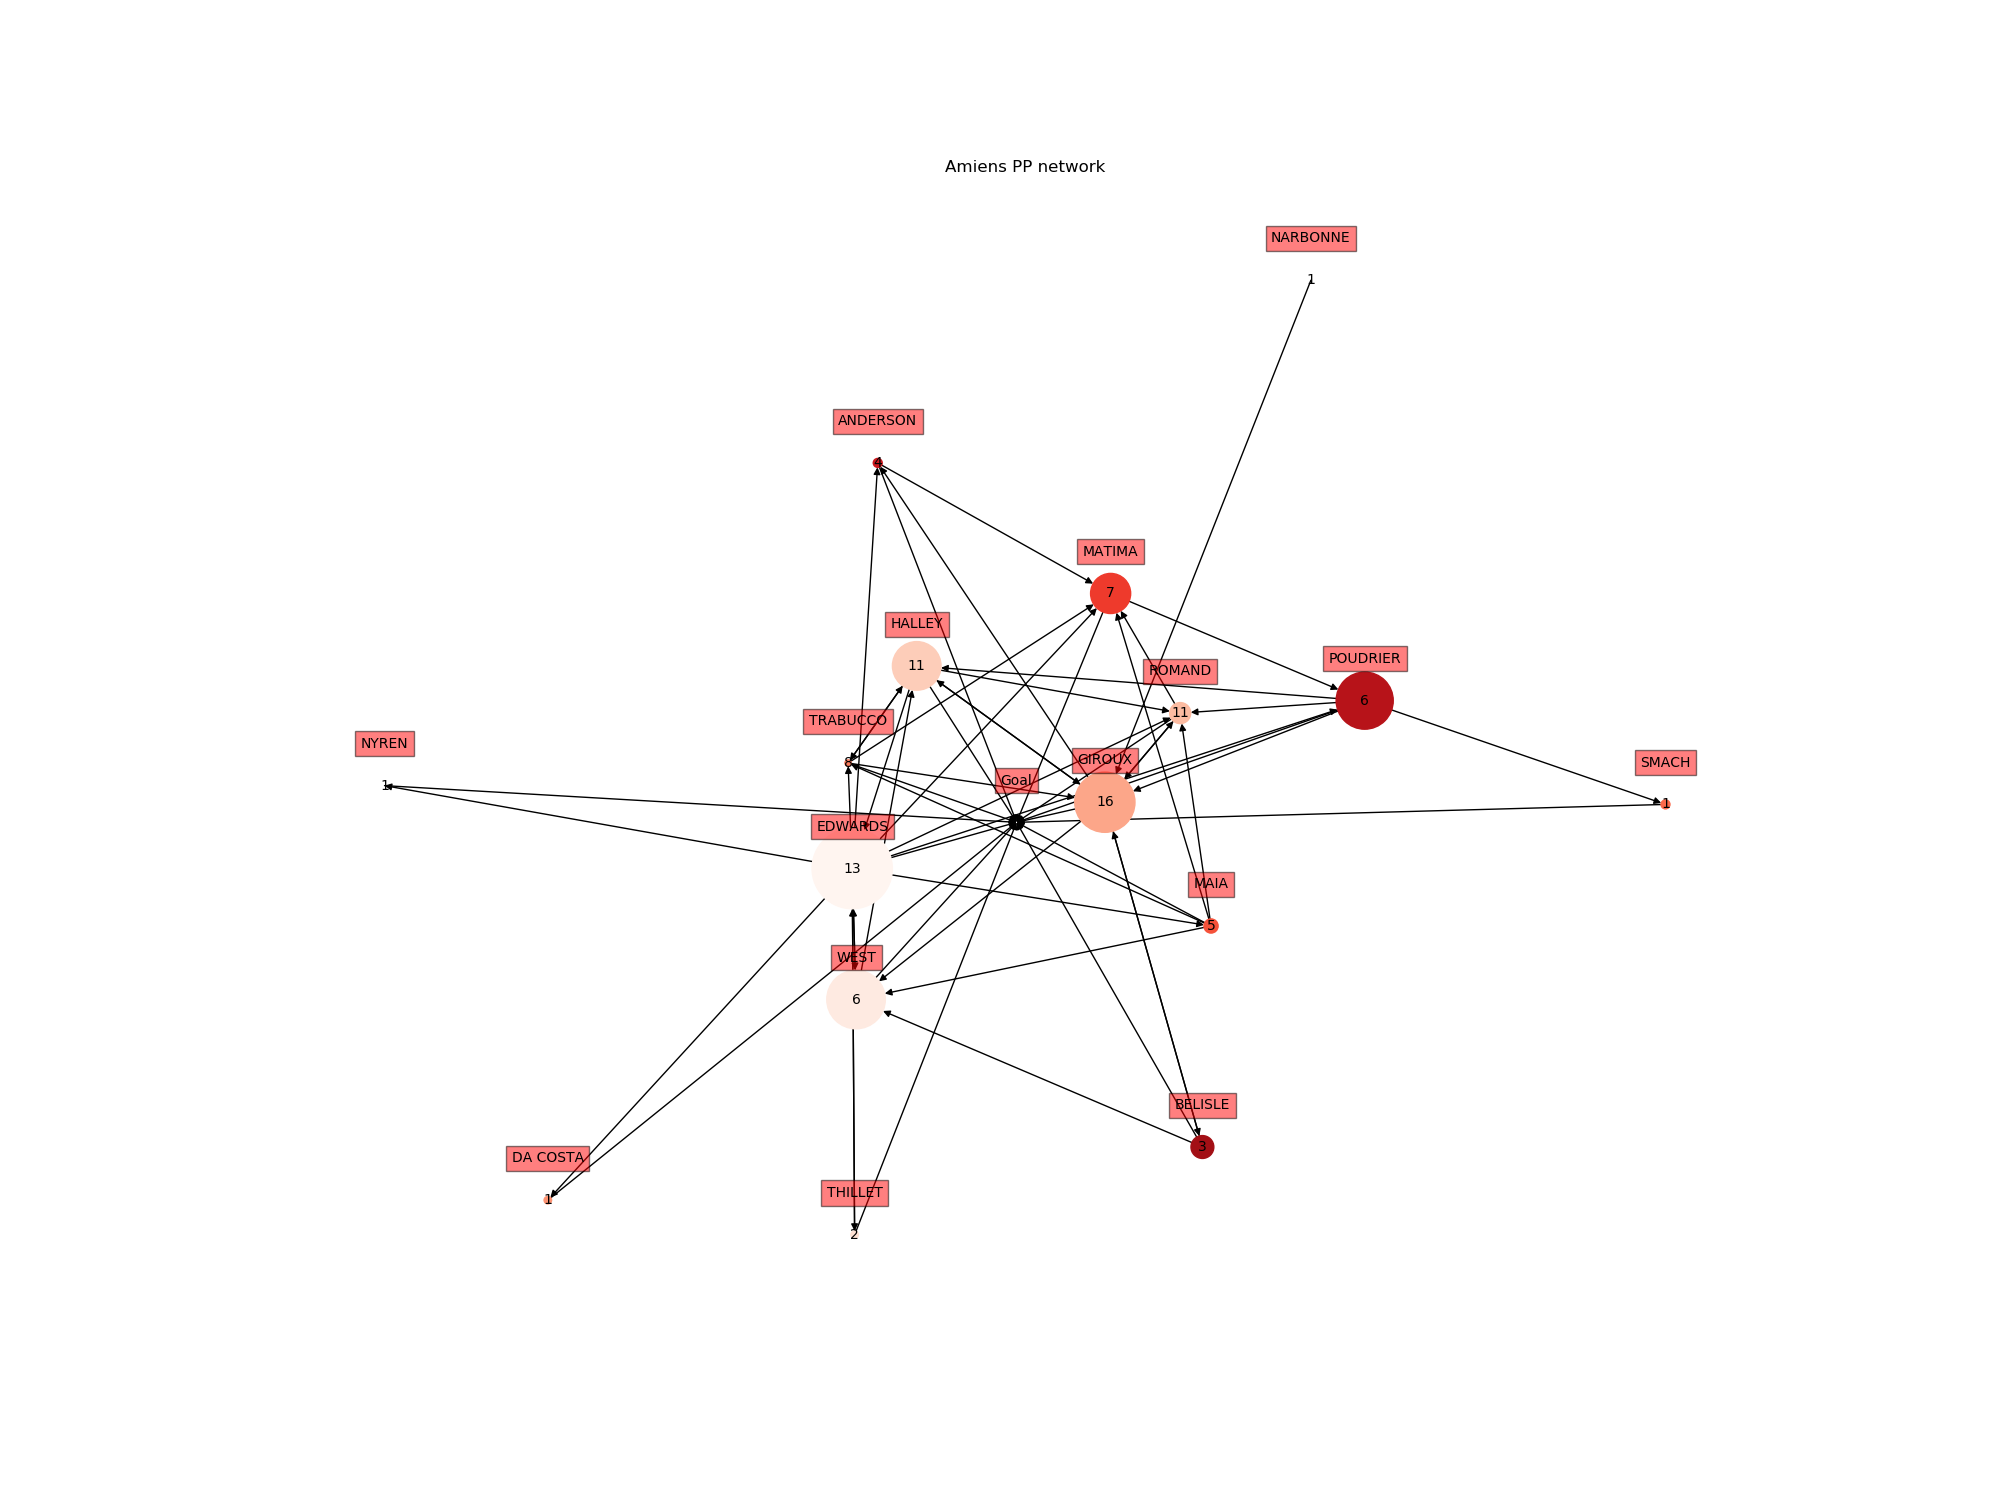 Amiens PP network
NARBONNE
1
ANDERSON
4
MATIMA
7
HALLEY
11
POUDRIER
6
ROMAND
11
TRABUCCO
8
NYREN
1
GIROUX
16
SMACH
1
Goal
EDWARDS
13
MAIA
5
WEST
6
BELISLE
3
DA COSTA
1
THILLET
2